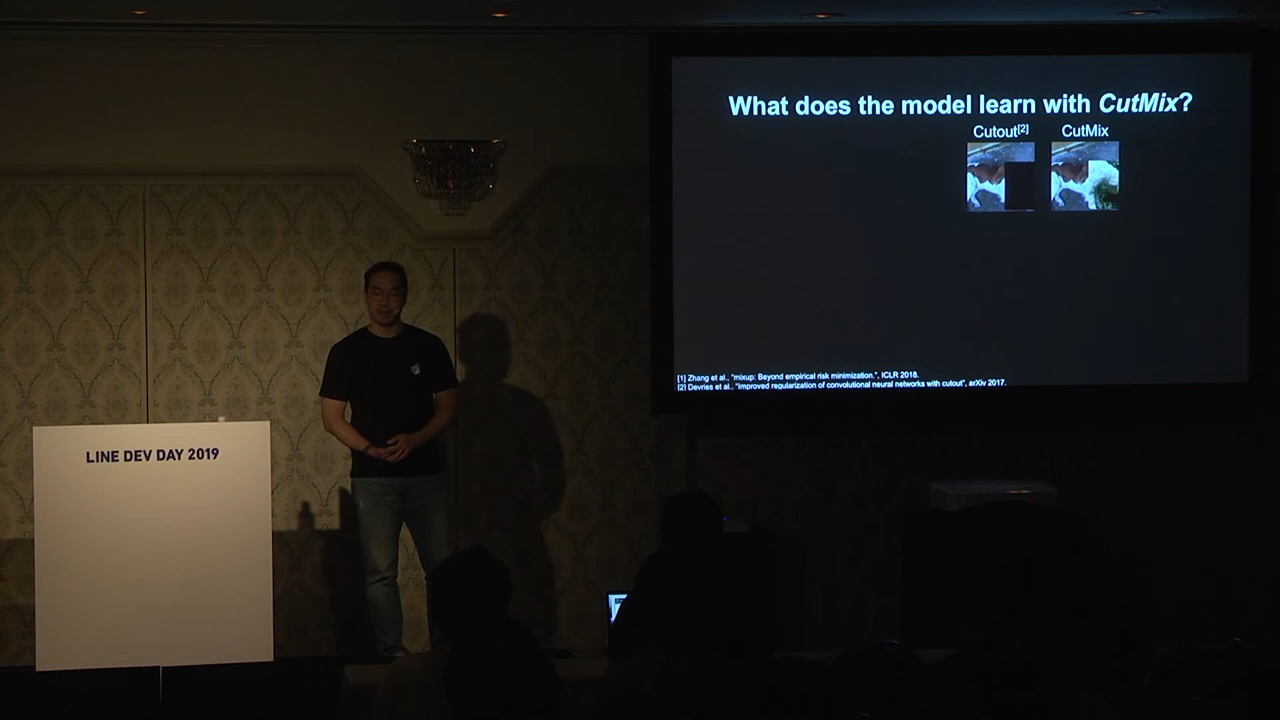 What does the model learn with CutMix?
Cutout[2] CutMix
[1] Zhang et al., "mixup: Beyond empirical risk minimization.", ICLR 2018.
[2] Devries et al., "Improved regularization of convolutional neural networks with cutout", arXiv 2017.
LINE DEV DAY 2019